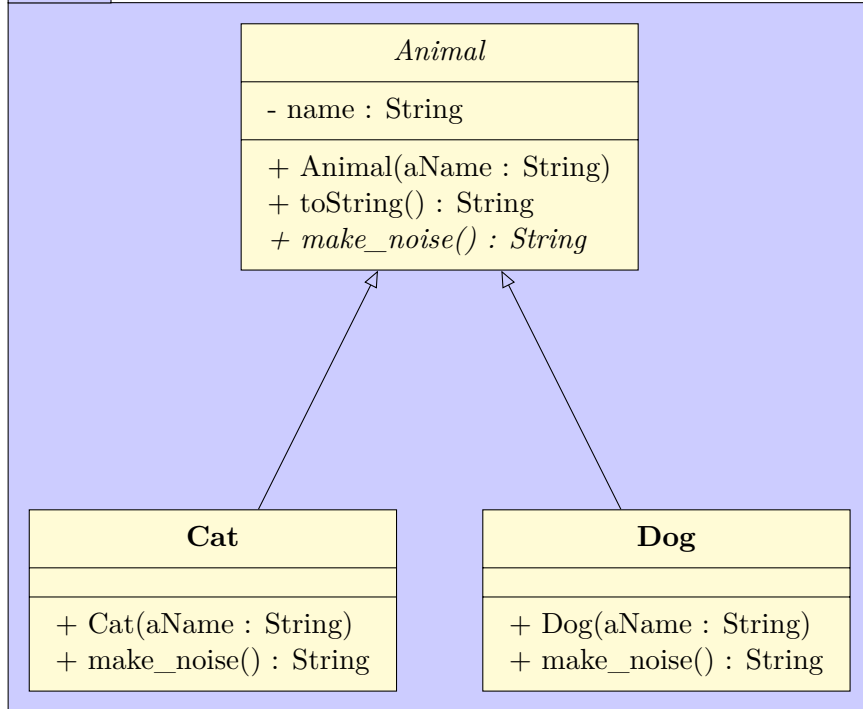 Animal
- name : String
+ Animal(aName : String)
+ toString() : String
+ make_noise() : String
Cat
+ Cat(aName : String)
+ make_noise() : String
Dog
+ Dog(aName : String)
+ make_noise() : String